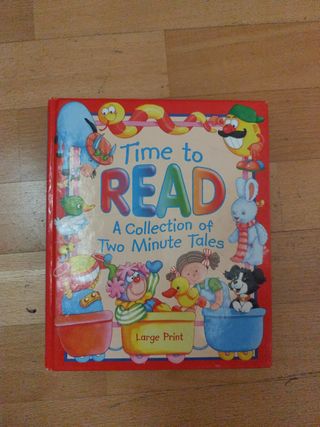 Time to
READ
A Collection of
Two Minute Tales
Large Print